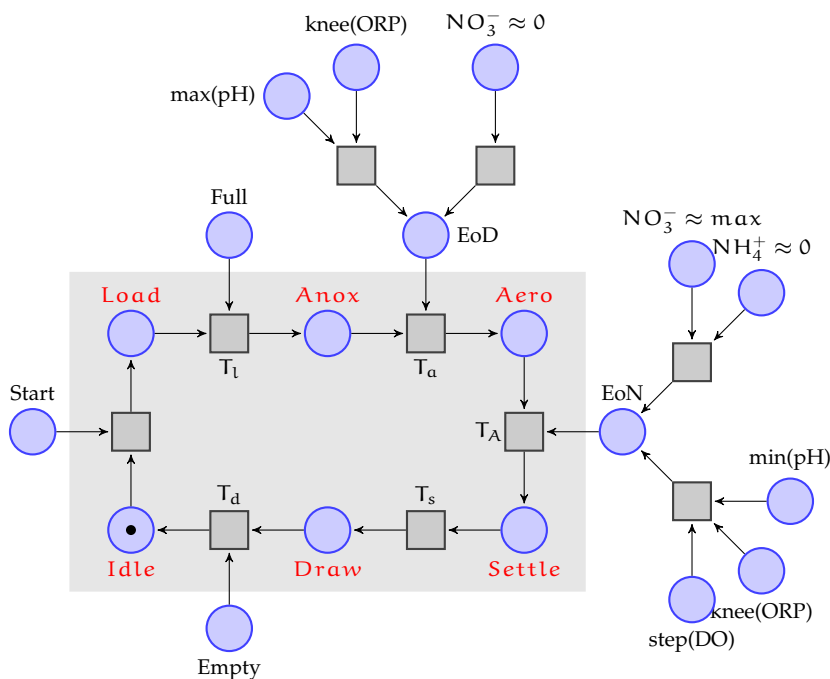 knee(ORP)
NO₃⁻ ≈ 0
max(pH)
Full
EoD
NO₃⁻ ≈ max
NH₄⁺ ≈ 0
Load
Anox
Aero
Tₗ
Tₐ
Start
EoN
T_A
min(pH)
T_d
Tₛ
Idle
Draw
Settle
knee(ORP)
step(DO)
Empty